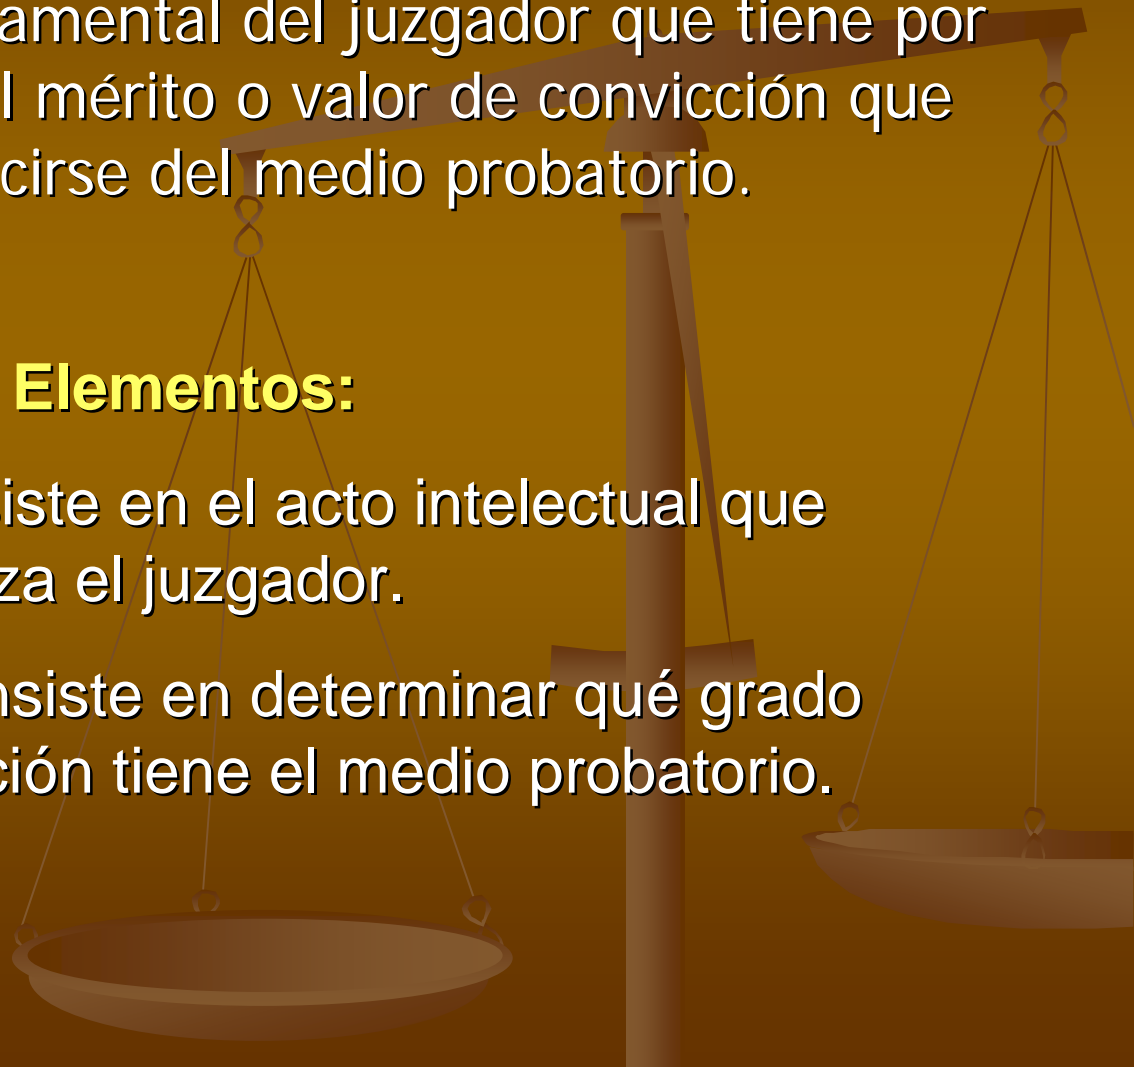 amental del juzgador que tiene por
l mérito o valor de convicción que
cirse del medio probatorio.
Elementos:
iste en el acto intelectual que
za el juzgador.
nsiste en determinar qué grado
ción tiene el medio probatorio.